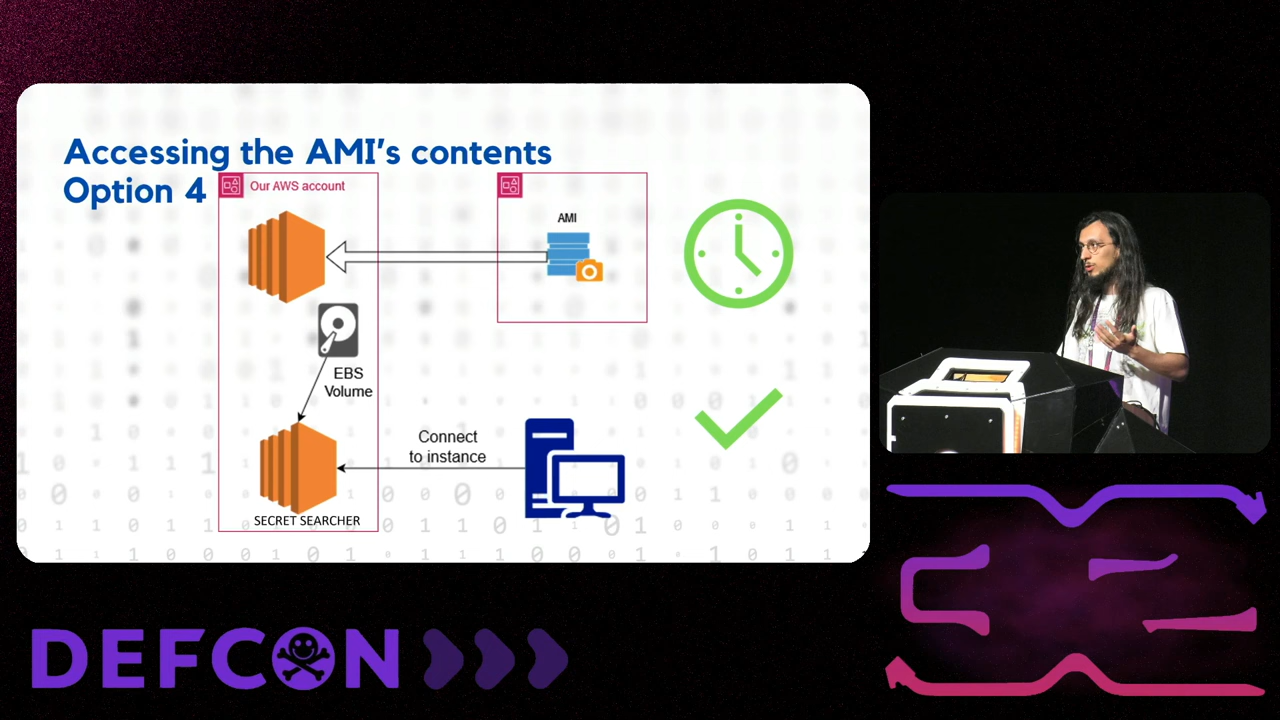 Accessing the AMI's contents
Option 4
Our AWS account
AMI
EBS
Volume
Connect
to instance
SECRET SEARCHER
DEFCON